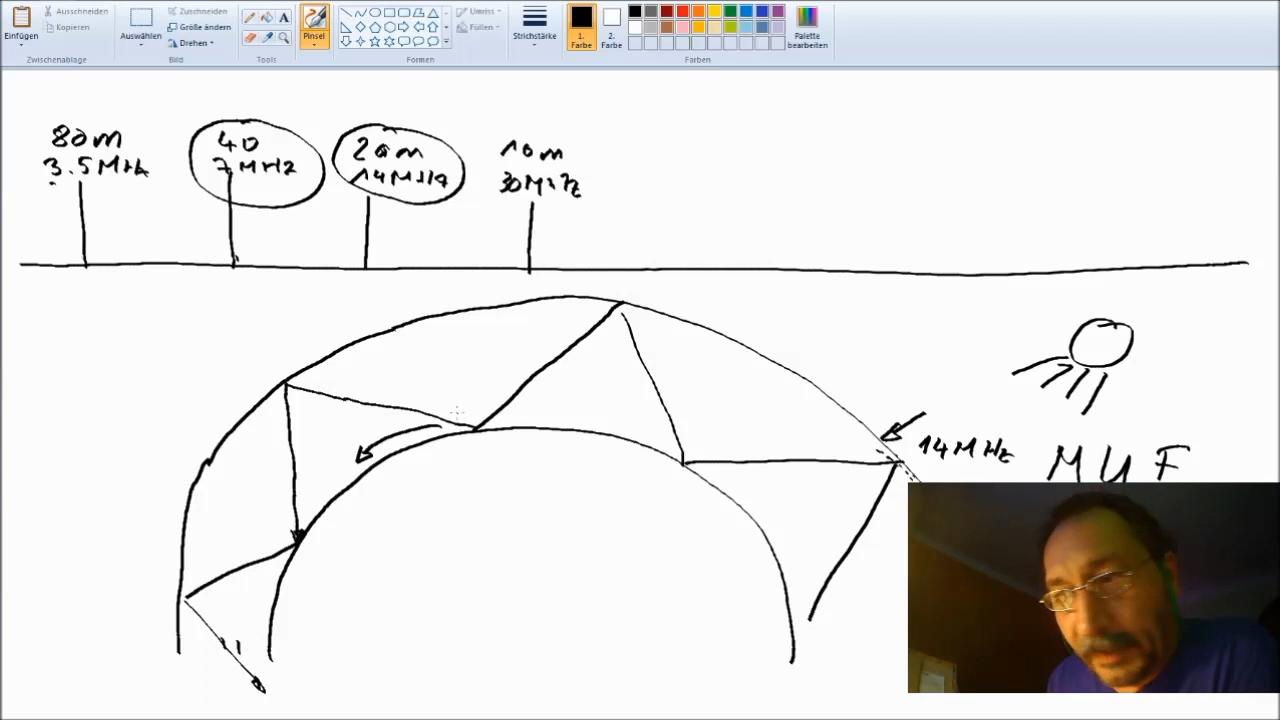 Einfügen
Ausschneiden
Kopieren
Zwischenablage
Auswählen
Zuschneiden
Größe ändern
Drehen
Bild
A
Tools
Pinsel
Formen
Umriss
Füllen
Strichstärke
1.
Farbe
2.
Farbe
Farben
Palette
bearbeiten
80m
3.5MHz
40
7MHz
20m
14MHz
10m
30MHz
14MHz
MUF